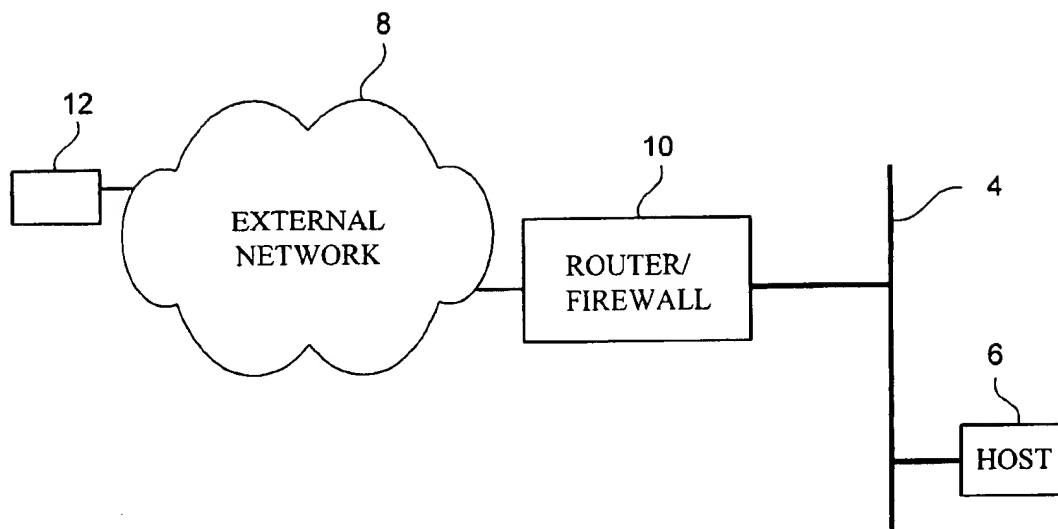 8
12
10
4
EXTERNAL
NETWORK
ROUTER/
FIREWALL
6
HOST